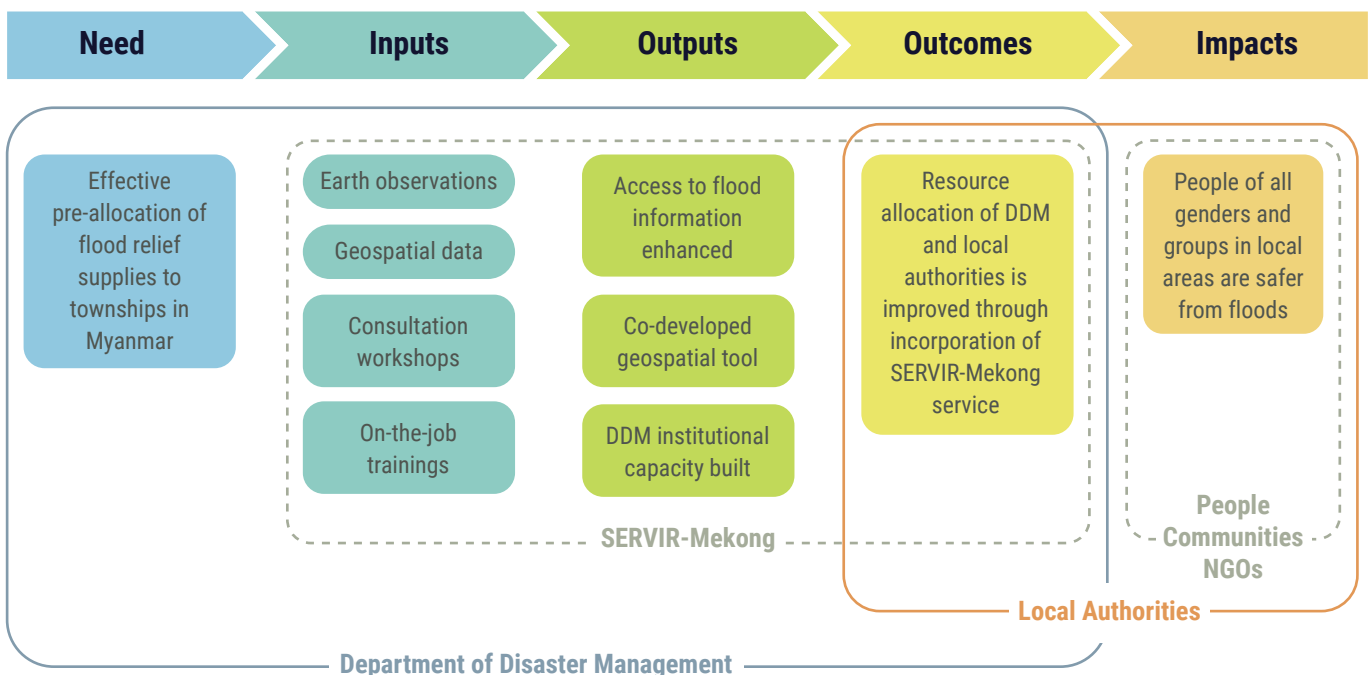 Need
Inputs
Outputs
Outcomes
Impacts
Effective
pre-allocation of
flood relief
supplies to
townships in
Myanmar
Earth observations
Geospatial data
Consultation
workshops
On-the-job
trainings
Access to flood
information
enhanced
Co-developed
geospatial tool
DDM institutional
capacity built
Resource
allocation of DDM
and local
authorities is
improved through
incorporation of
SERVIR-Mekong
service
People of all
genders and
groups in local
areas are safer
from floods
SERVIR-Mekong
People
Communities
NGOs
Local Authorities
Department of Disaster Management